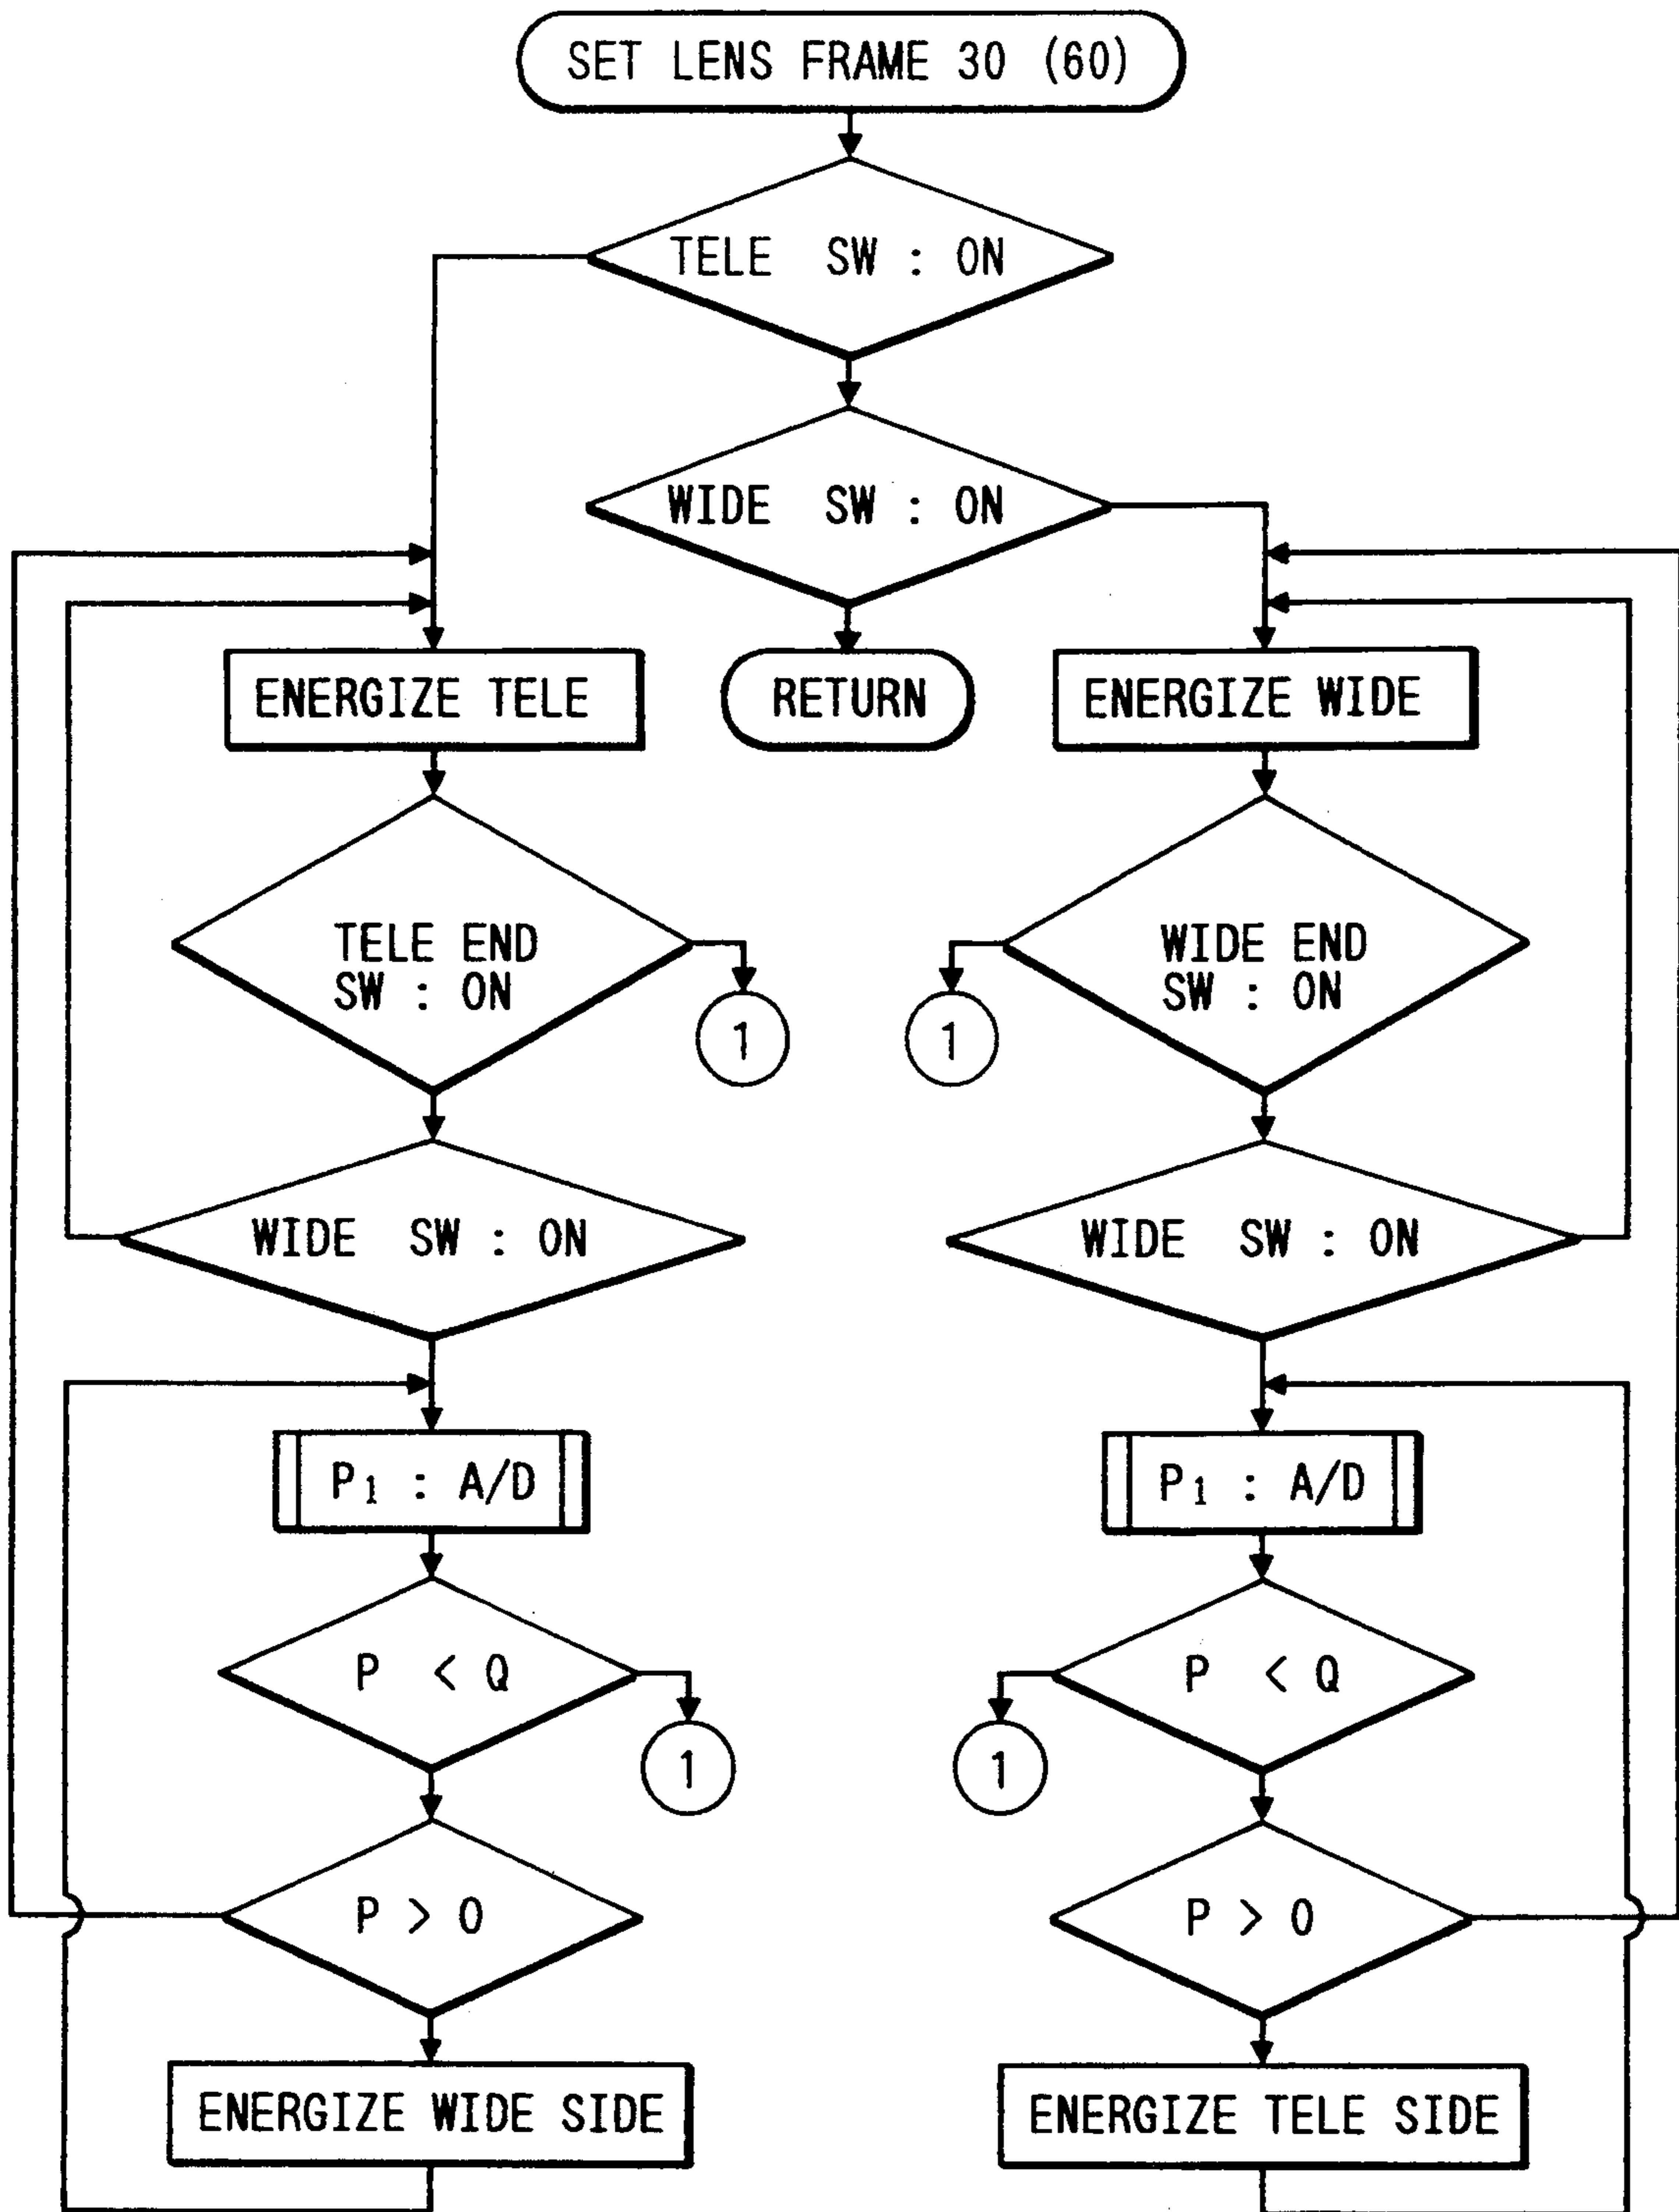 SET LENS FRAME 30 (60)
TELE SW : ON
WIDE SW : ON
ENERGIZE TELE
RETURN
ENERGIZE WIDE
TELE END
SW : ON
1
1
WIDE END
SW : ON
WIDE SW : ON
WIDE SW : ON
P1 : A/D
P1 : A/D
P < Q
1
1
P < Q
P > 0
P > 0
ENERGIZE WIDE SIDE
ENERGIZE TELE SIDE